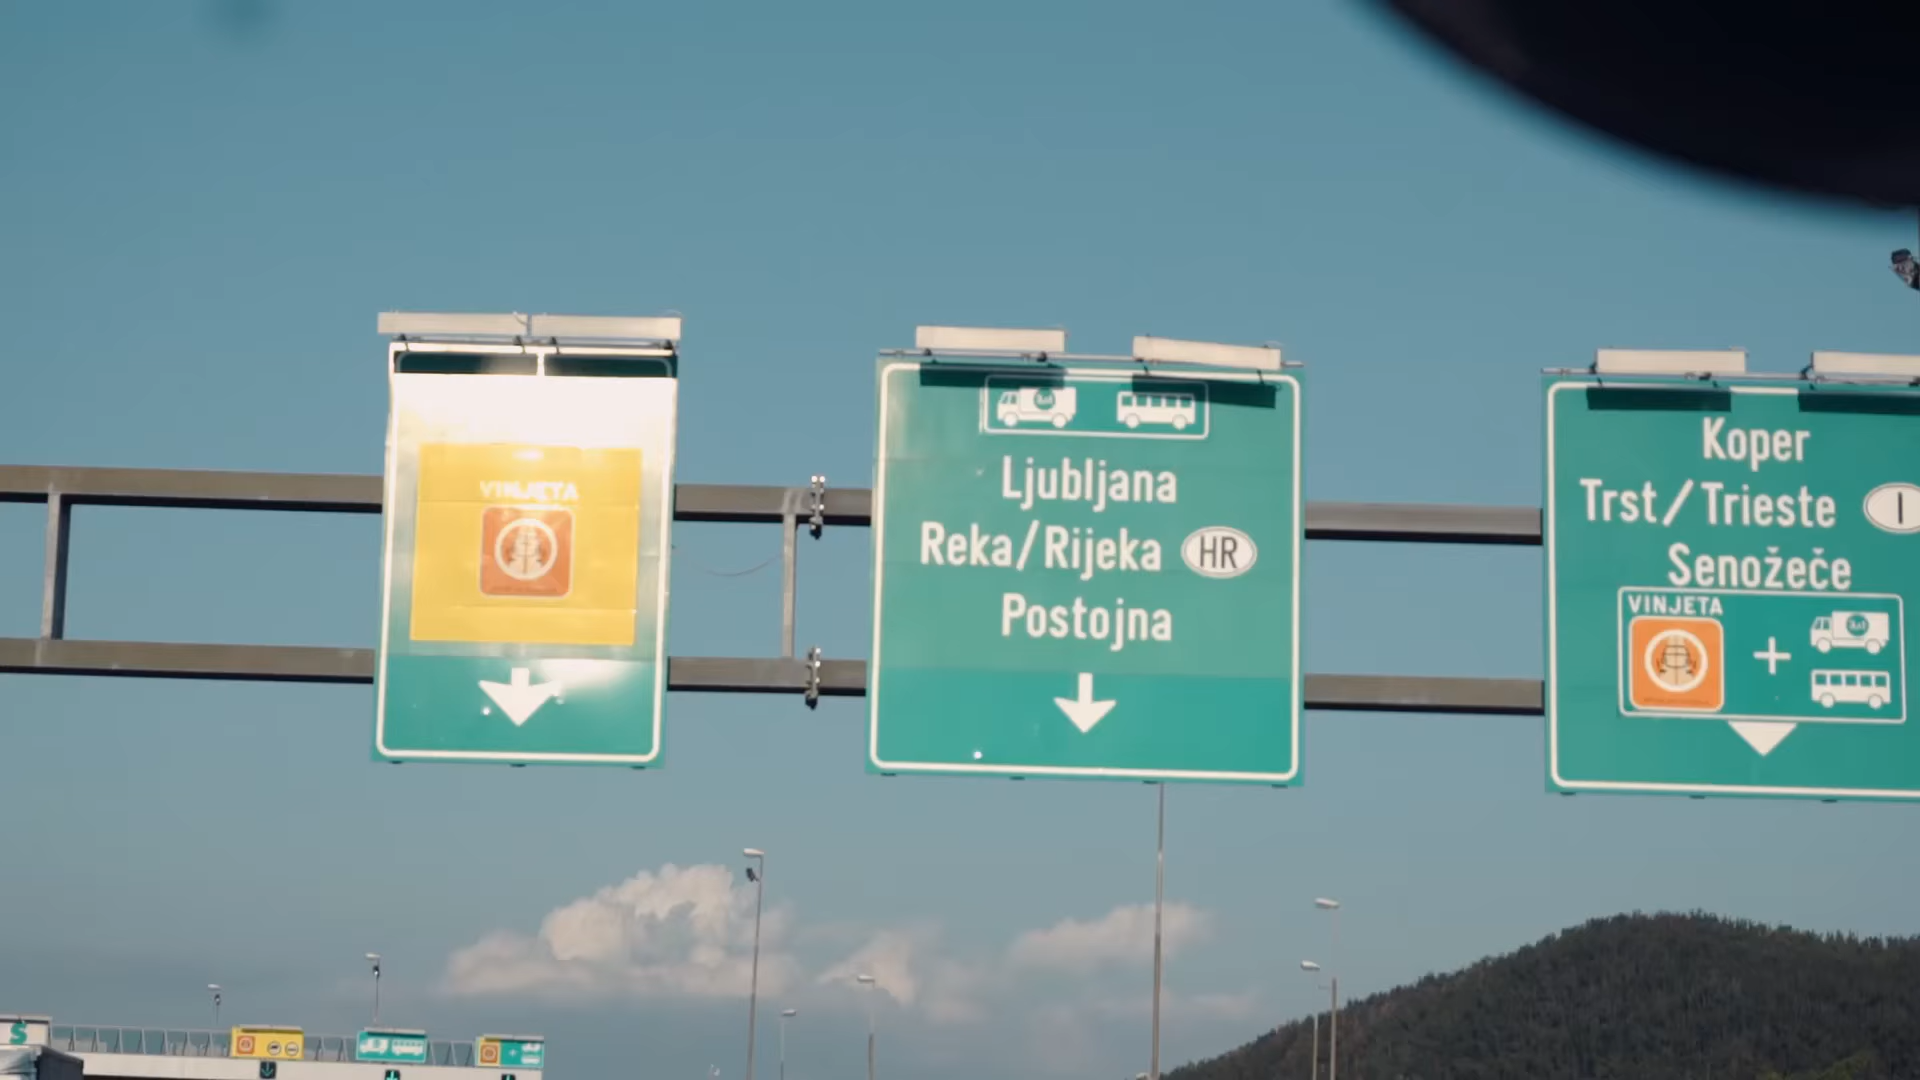 VINJETA
Ljubljana
Reka/Rijeka HR
Postojna
Koper
Trst/Trieste I
Senožeče
VINJETA
+
S